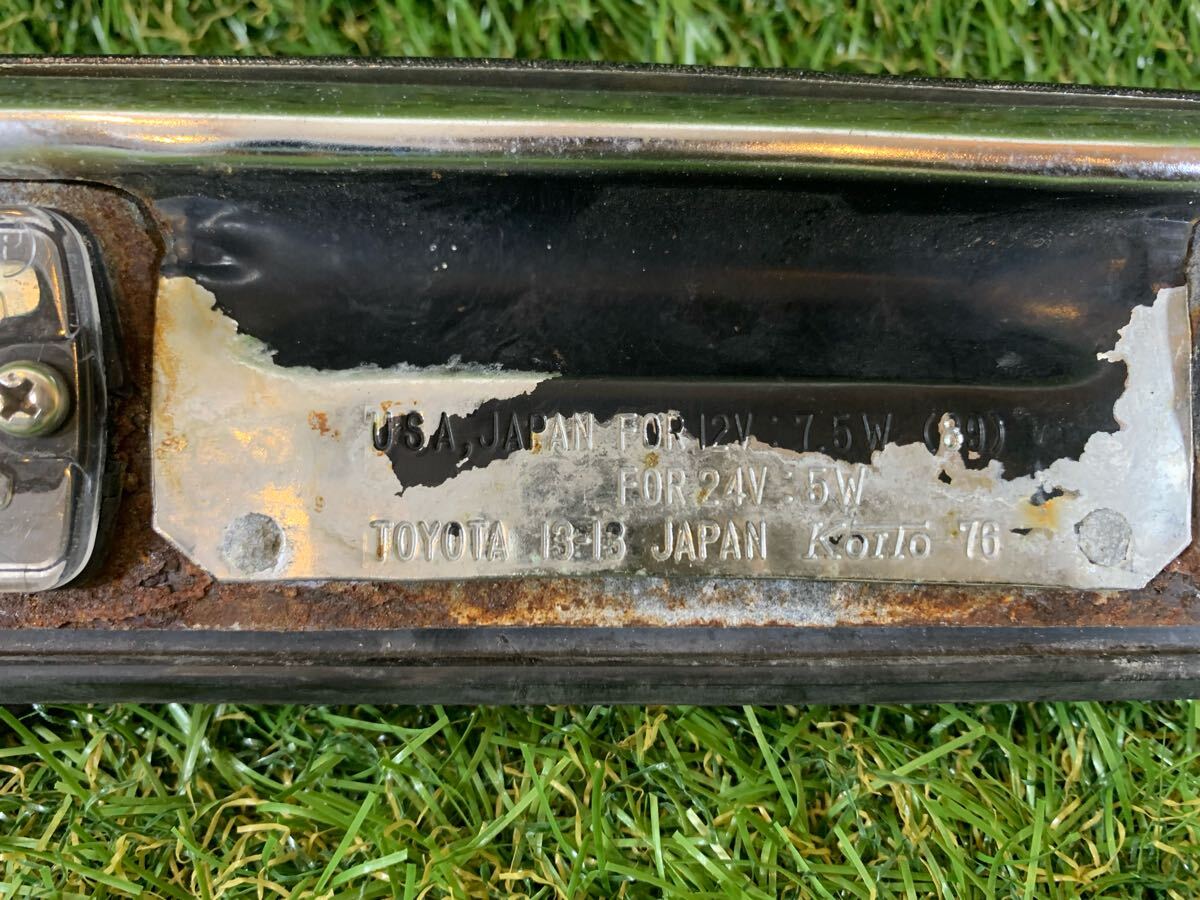 USA, JAPAN FOR 12V : 7.5W (89)
FOR 24V : 5W
TOYOTA 13-13 JAPAN Koito 76